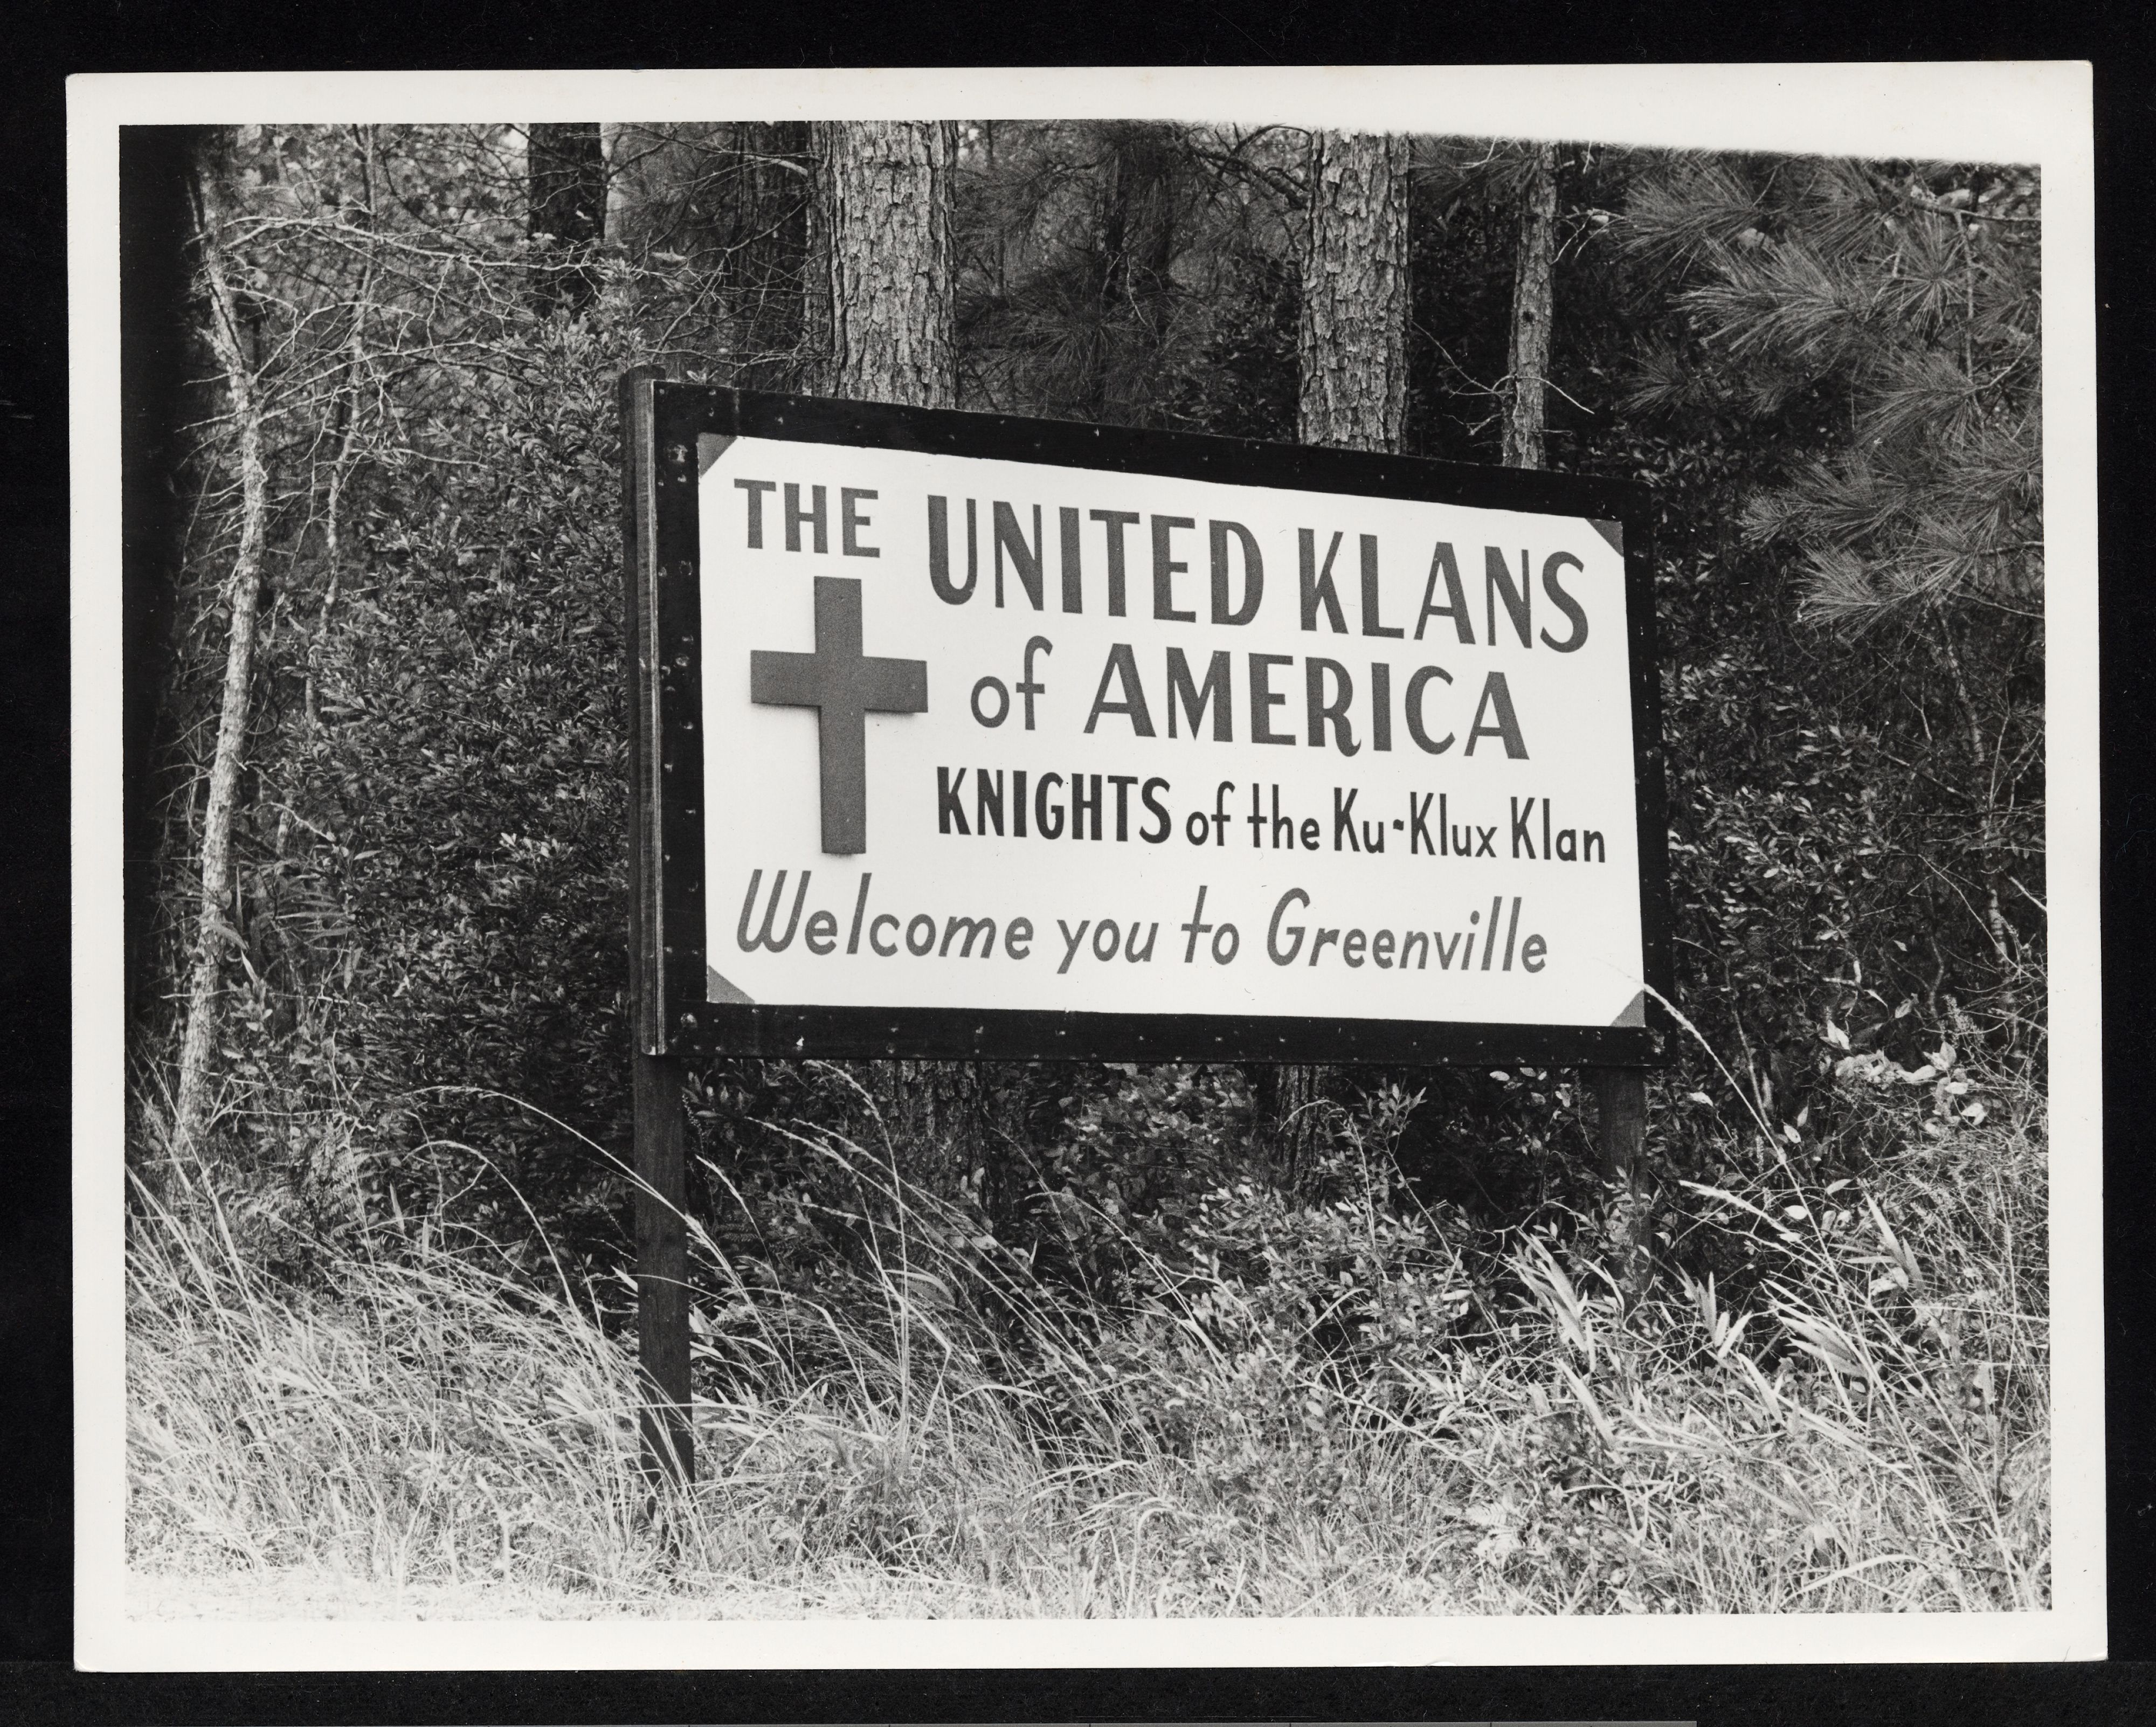 THE UNITED KLANS
of AMERICA
KNIGHTS of the Ku-Klux Klan
Welcome you to Greenville